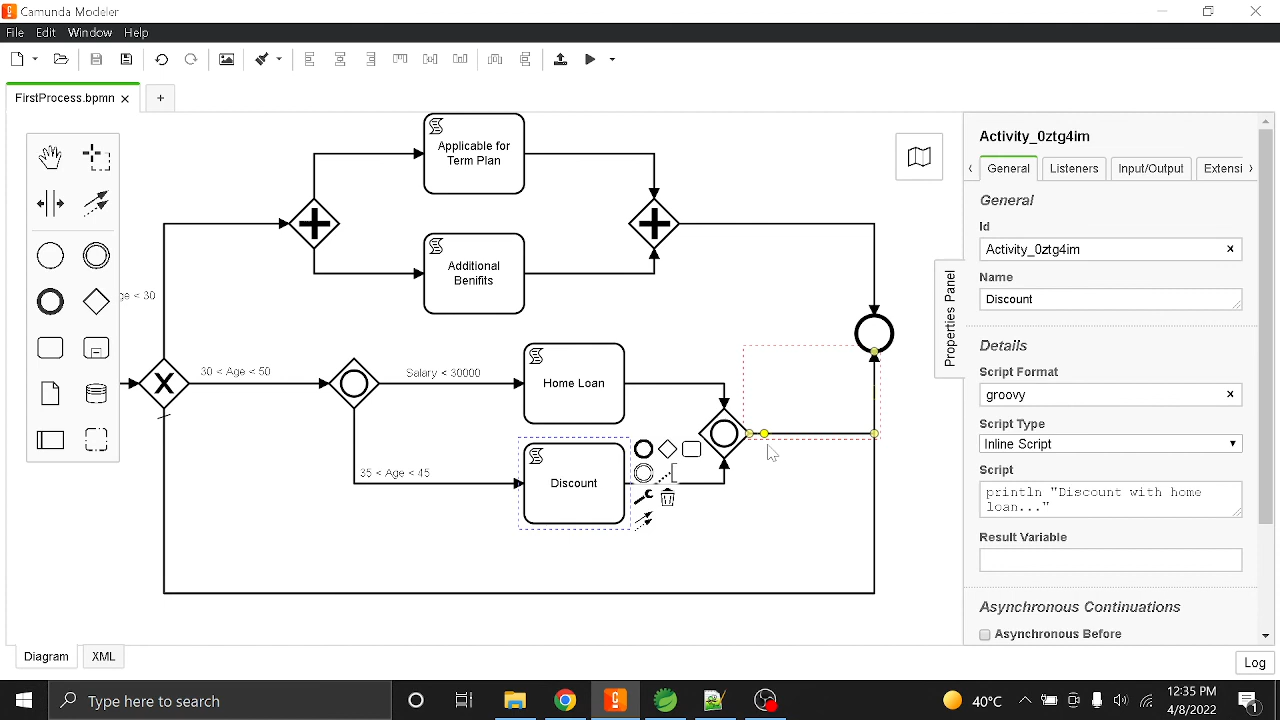 Camunda Modeler
File Edit Window Help
FirstProcess.bpmn
Applicable for
Term Plan
Additional
Benifits
ge < 30
30 < Age < 50
Salary < 30000
Home Loan
35 < Age < 45
Discount
Properties Panel
Activity_0ztg4im
General Listeners Input/Output Extensi
General
Id
Activity_0ztg4im
Name
Discount
Details
Script Format
groovy
Script Type
Inline Script
Script
println "Discount with home
loan..."
Result Variable
Asynchronous Continuations
Asynchronous Before
Diagram XML
Log
Type here to search
40°C
12:35 PM
4/8/2022
1